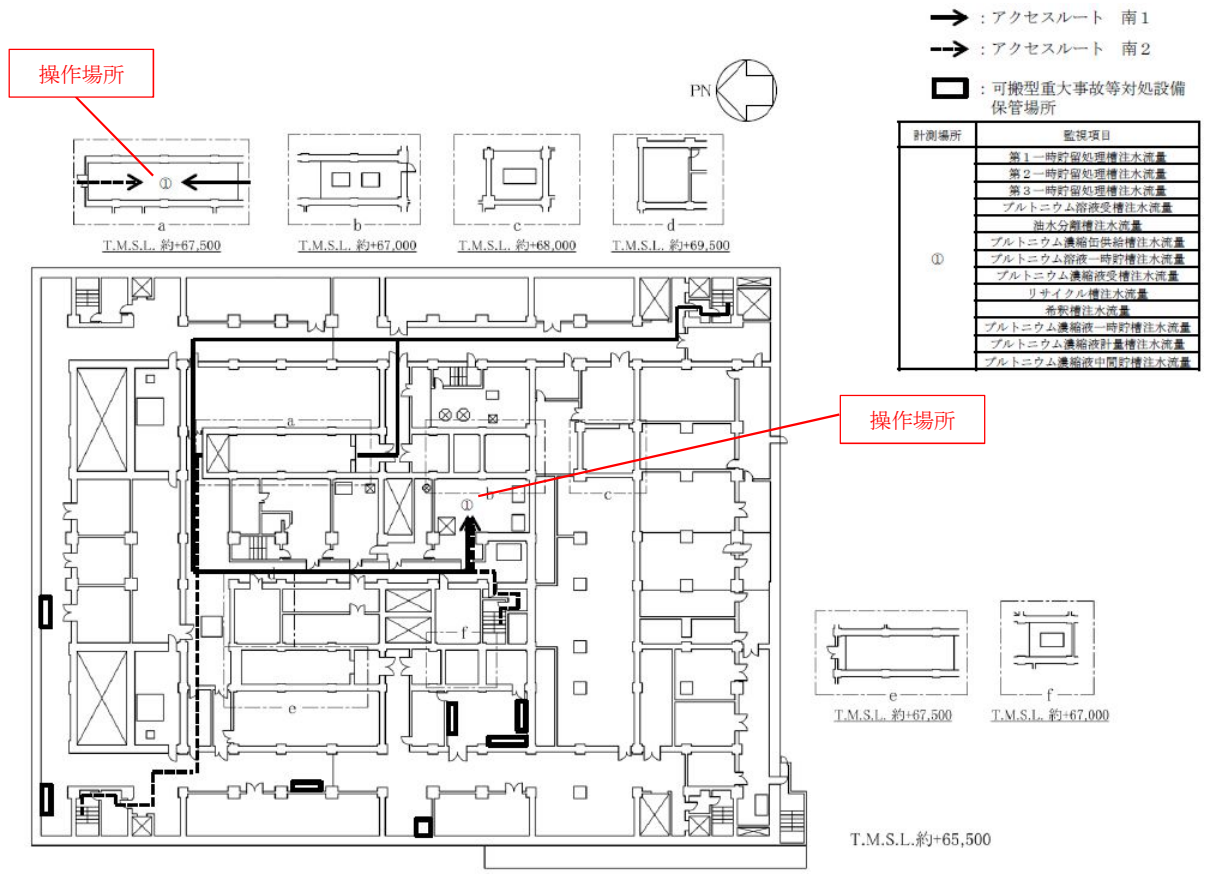 ：アクセスルート　南１
：アクセスルート　南２
：可搬型重大事故等対処設備
保管場所
操作場所
PN
計測場所
監視項目
①
第１一時貯留処理槽注水流量
第２一時貯留処理槽注水流量
第３一時貯留処理槽注水流量
プルトニウム溶液受槽注水流量
油水分離槽注水流量
プルトニウム濃縮缶供給槽注水流量
プルトニウム溶液一時貯槽注水流量
プルトニウム濃縮液受槽注水流量
リサイクル槽注水流量
希釈槽注水流量
プルトニウム濃縮液一時貯槽注水流量
プルトニウム濃縮液計量槽注水流量
プルトニウム濃縮液中間貯槽注水流量
①
a
T.M.S.L. 約+67,500
b
T.M.S.L. 約+67,000
c
T.M.S.L. 約+68,000
d
T.M.S.L. 約+69,500
操作場所
a
b
c
①
d
f
e
e
T.M.S.L. 約+67,500
f
T.M.S.L. 約+67,000
T.M.S.L.約+65,500